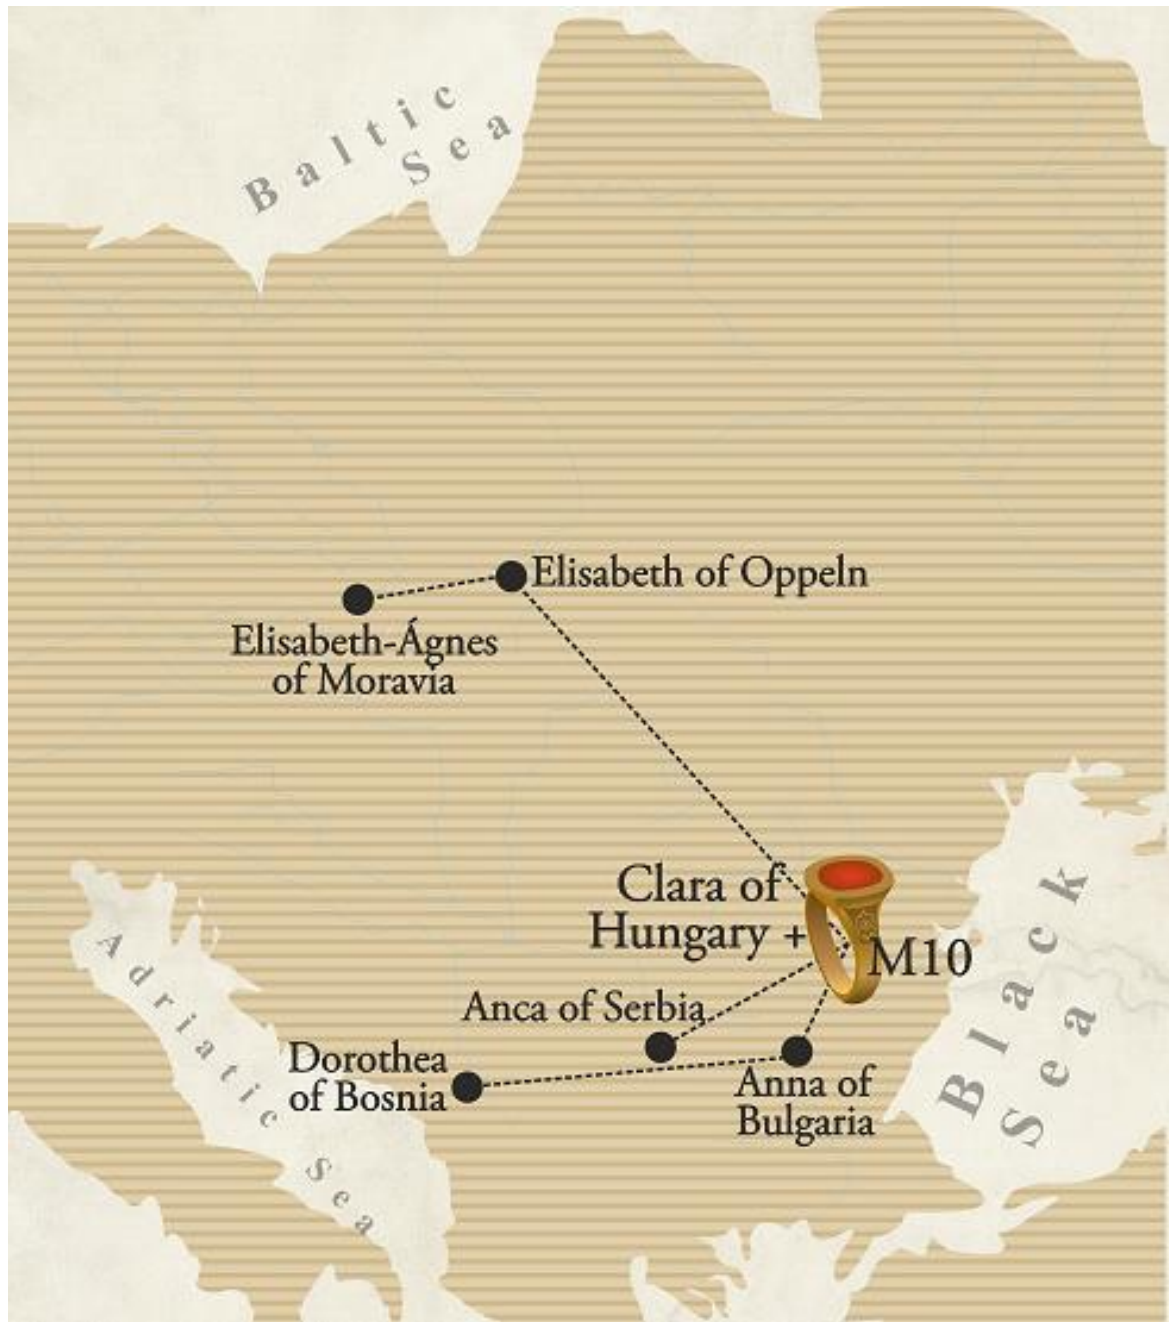 Baltic
Sea
Elisabeth of Oppeln
Elisabeth-Ágnes
of Moravia
Clara of
Hungary +
M10
Anca of Serbia
Dorothea
of Bosnia
Anna of
Bulgaria
Adriatic Sea
Black
Sea